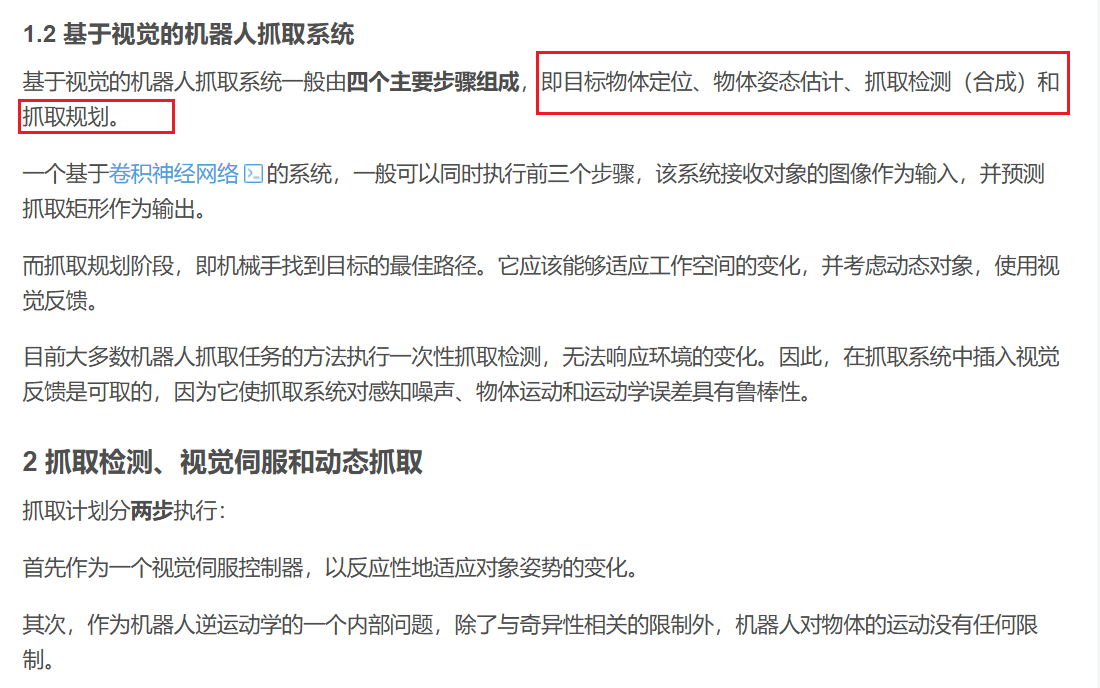 1.2 基于视觉的机器人抓取系统
基于视觉的机器人抓取系统一般由四个主要步骤组成，即目标物体定位、物体姿态估计、抓取检测（合成）和
抓取规划。
一个基于卷积神经网络的系统，一般可以同时执行前三个步骤，该系统接收对象的图像作为输入，并预测
抓取矩形作为输出。
而抓取规划阶段，即机械手找到目标的最佳路径。它应该能够适应工作空间的变化，并考虑动态对象，使用视
觉反馈。
目前大多数机器人抓取任务的方法执行一次性抓取检测，无法响应环境的变化。因此，在抓取系统中插入视觉
反馈是可取的，因为它使抓取系统对感知噪声、物体运动和运动学误差具有鲁棒性。
2 抓取检测、视觉伺服和动态抓取
抓取计划分两步执行：
首先作为一个视觉伺服控制器，以反应性地适应对象姿势的变化。
其次，作为机器人逆运动学的一个内部问题，除了与奇异性相关的限制外，机器人对物体的运动没有任何限
制。